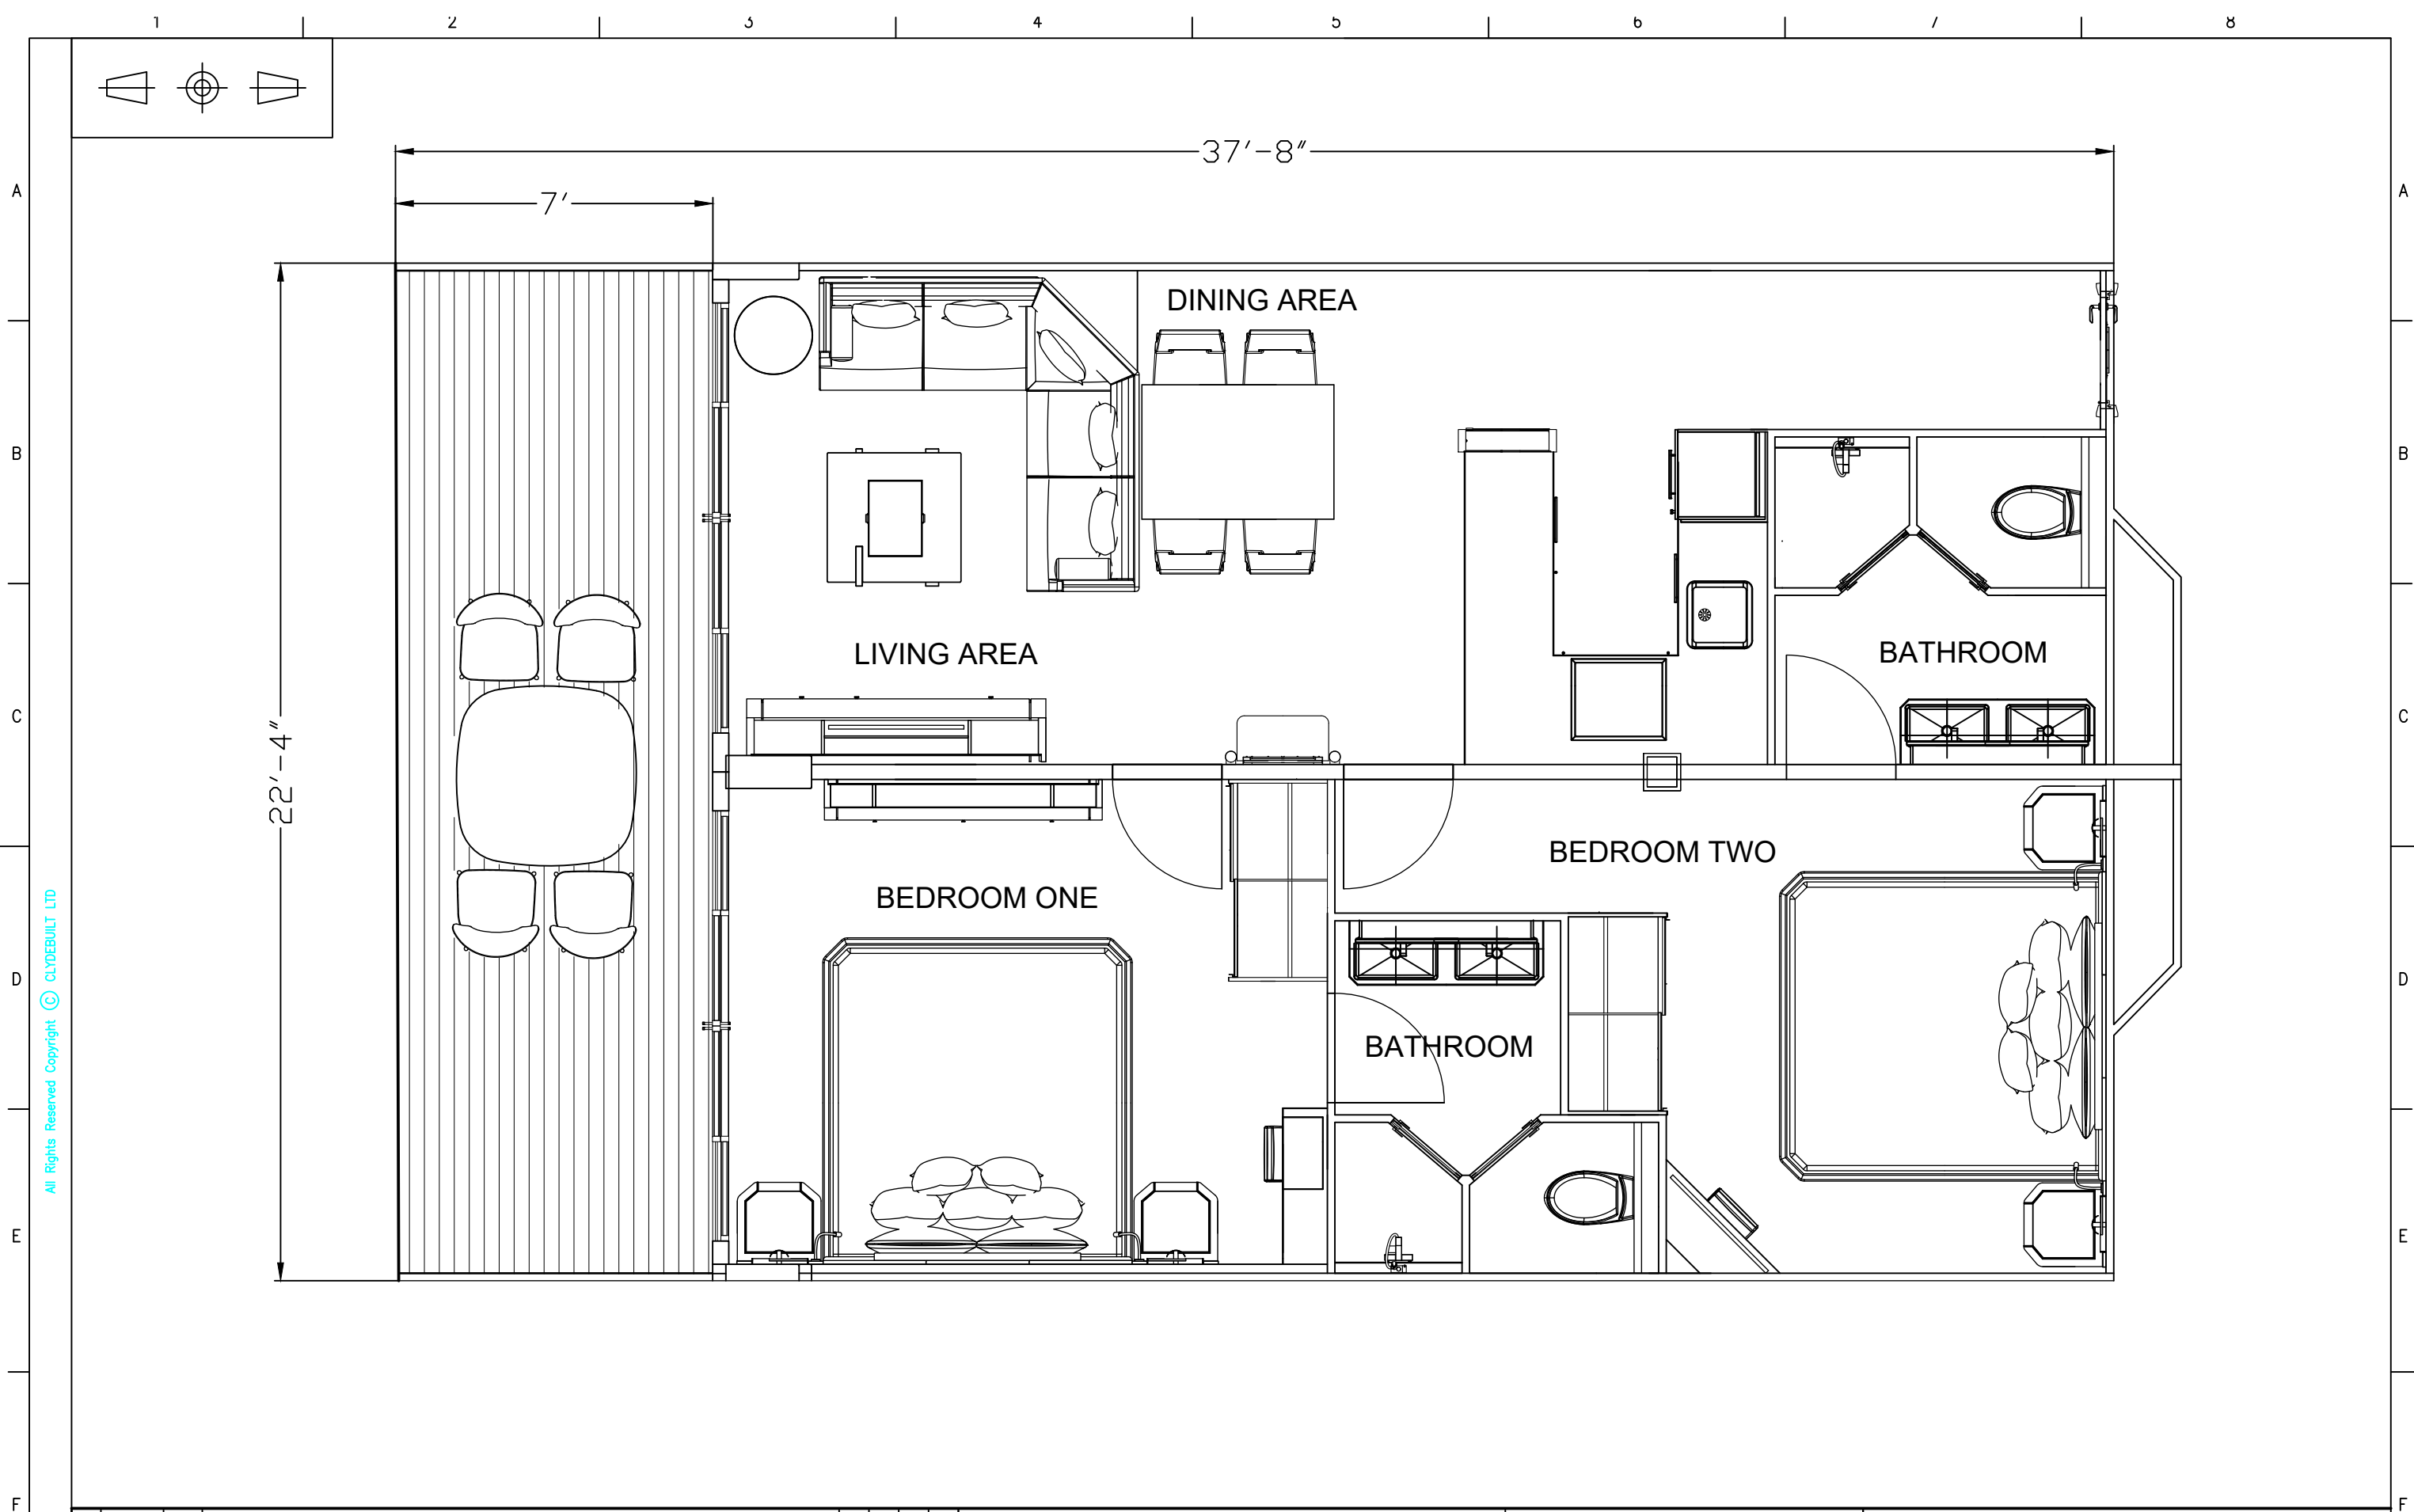 1 2 3 4 5 6 7 8
37'-8"
A A
7'
DINING AREA
B B
LIVING AREA
BATHROOM
C C
22'-4"
BEDROOM TWO
BEDROOM ONE
D D
BATHROOM
All Rights Reserved Copyright © CLYDEBUILT LTD
E E
F F